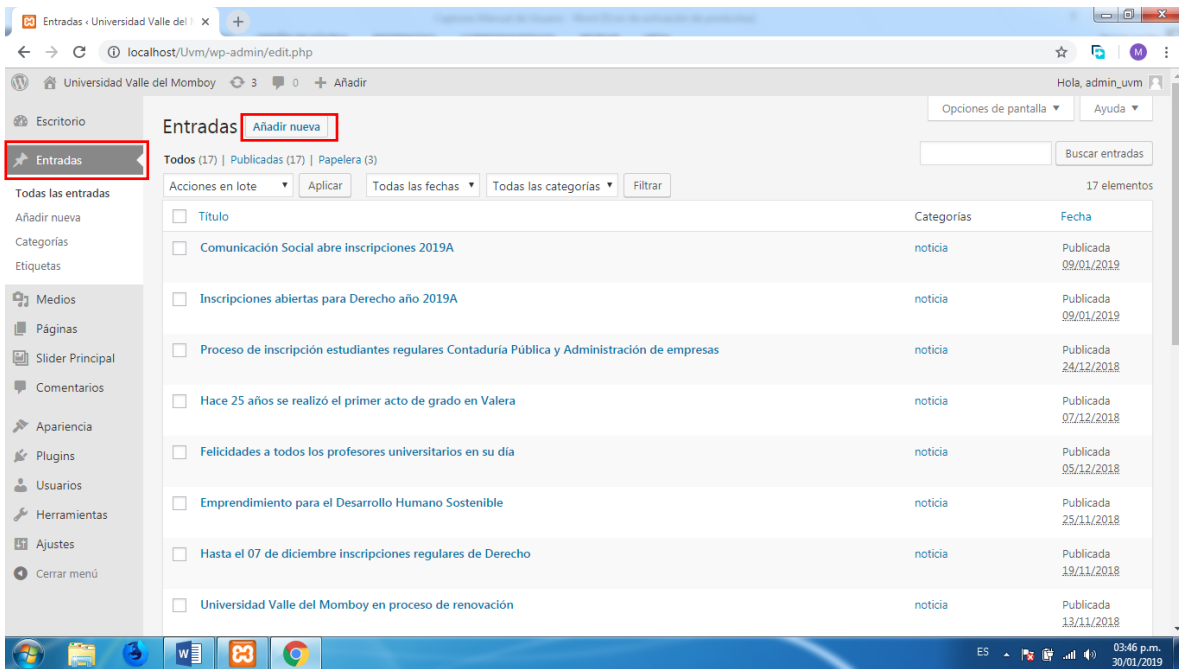 Entradas ‹ Universidad Valle del
localhost/Uvm/wp-admin/edit.php
M
Universidad Valle del Momboy 3 0 Añadir
Hola, admin_uvm
Opciones de pantalla Ayuda
Escritorio
Entradas
Todas las entradas
Añadir nueva
Categorías
Etiquetas
Medios
Páginas
Slider Principal
Comentarios
Apariencia
Plugins
Usuarios
Herramientas
Ajustes
Cerrar menú
Entradas Añadir nueva
Todos (17) | Publicadas (17) | Papelera (3)
Buscar entradas
Acciones en lote Aplicar Todas las fechas Todas las categorías Filtrar
17 elementos
Título Categorías Fecha
Comunicación Social abre inscripciones 2019A noticia Publicada
09/01/2019
Inscripciones abiertas para Derecho año 2019A noticia Publicada
09/01/2019
Proceso de inscripción estudiantes regulares Contaduría Pública y Administración de empresas noticia Publicada
24/12/2018
Hace 25 años se realizó el primer acto de grado en Valera noticia Publicada
07/12/2018
Felicidades a todos los profesores universitarios en su día noticia Publicada
05/12/2018
Emprendimiento para el Desarrollo Humano Sostenible noticia Publicada
25/11/2018
Hasta el 07 de diciembre inscripciones regulares de Derecho noticia Publicada
19/11/2018
Universidad Valle del Momboy en proceso de renovación noticia Publicada
13/11/2018
ES
03:46 p.m.
30/01/2019